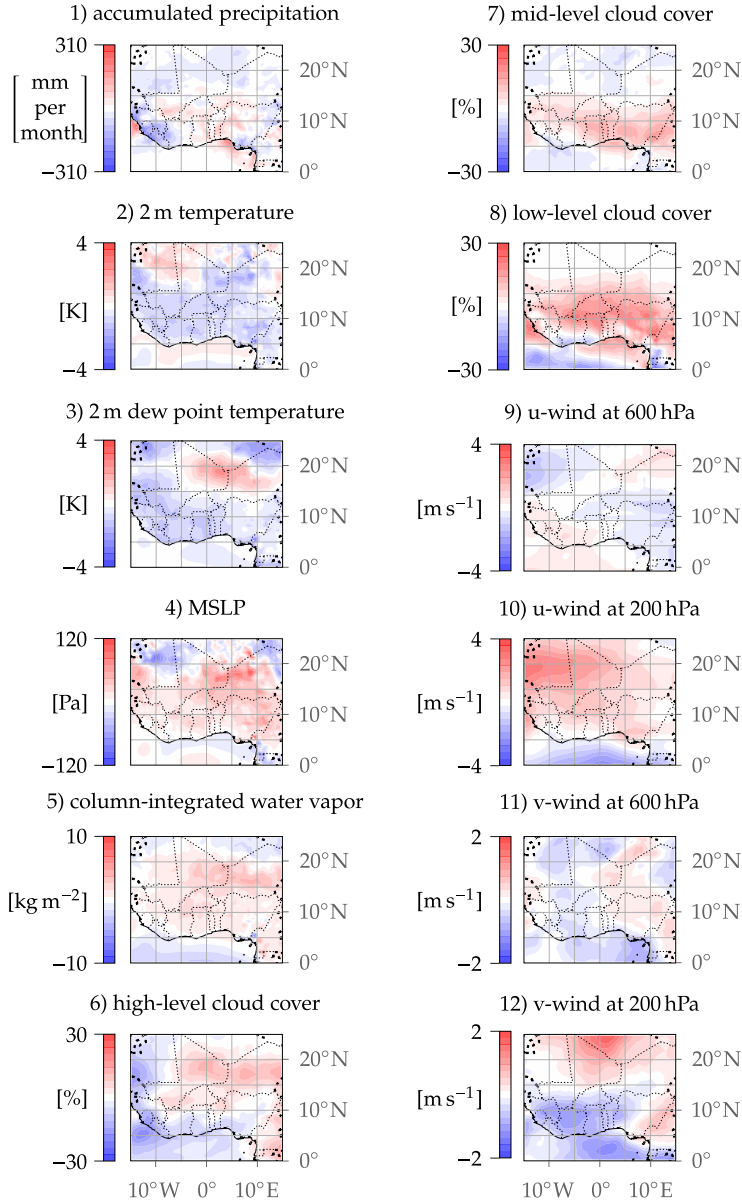 1) accumulated precipitation
310
mm
per
month
−310
20°N
10°N
0°
2) 2 m temperature
4
[K]
−4
20°N
10°N
0°
3) 2 m dew point temperature
4
[K]
−4
20°N
10°N
0°
4) MSLP
120
[Pa]
−120
20°N
10°N
0°
5) column-integrated water vapor
10
[kg m⁻²]
−10
20°N
10°N
0°
6) high-level cloud cover
30
[%]
−30
20°N
10°N
0°
10°W 0° 10°E
7) mid-level cloud cover
30
[%]
−30
20°N
10°N
0°
8) low-level cloud cover
30
[%]
−30
20°N
10°N
0°
9) u-wind at 600 hPa
4
[m s⁻¹]
−4
20°N
10°N
0°
10) u-wind at 200 hPa
4
[m s⁻¹]
−4
20°N
10°N
0°
11) v-wind at 600 hPa
2
[m s⁻¹]
−2
20°N
10°N
0°
12) v-wind at 200 hPa
2
[m s⁻¹]
−2
20°N
10°N
0°
10°W 0° 10°E